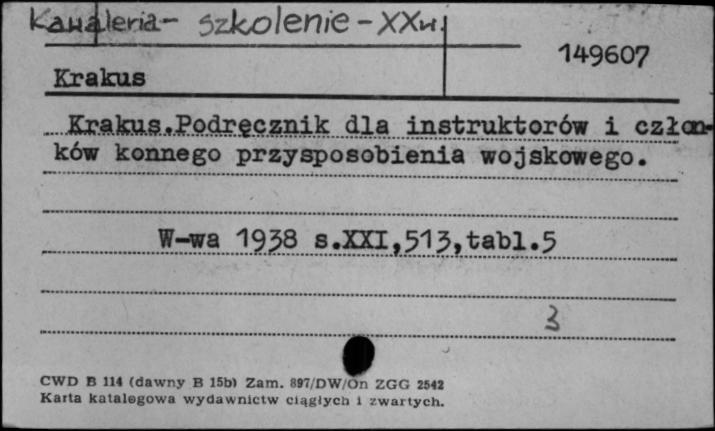 Kawaleria - szkolenie - XXw.
149607
Krakus
Krakus.Podręcznik dla instruktorów i człon-
ków konnego przysposobienia wojskowego.
W-wa 1938 s.XXI,513,tabl.5
3
CWD B 114 (dawny B 15b) Zam. 897/DW/On ZGG 2542
Karta katalogowa wydawnictw ciągłych i zwartych.